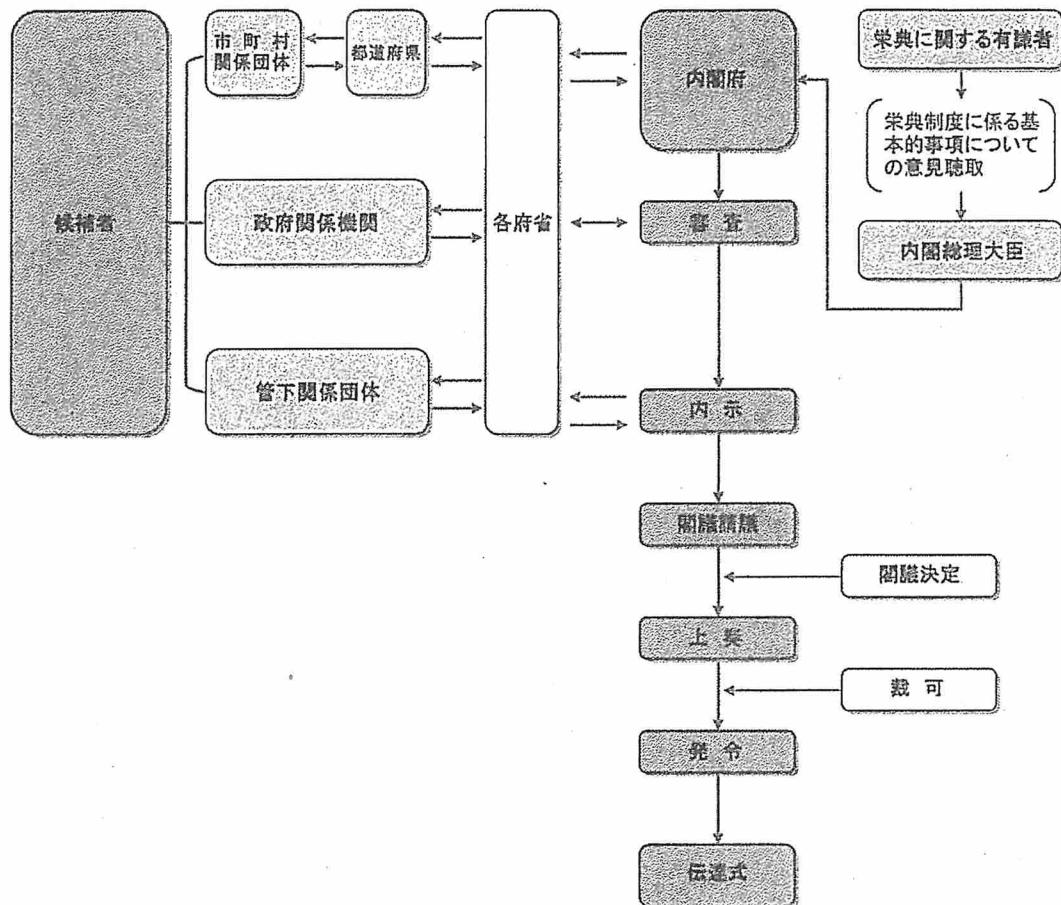 候補者
市町村
関係団体
都道府県
政府関係機関
管下関係団体
各府省
内閣府
審査
内示
閣議請議
閣議決定
上奏
裁可
発令
伝達式
栄典に関する有識者
栄典制度に係る基
本的事項について
の意見聴取
内閣総理大臣